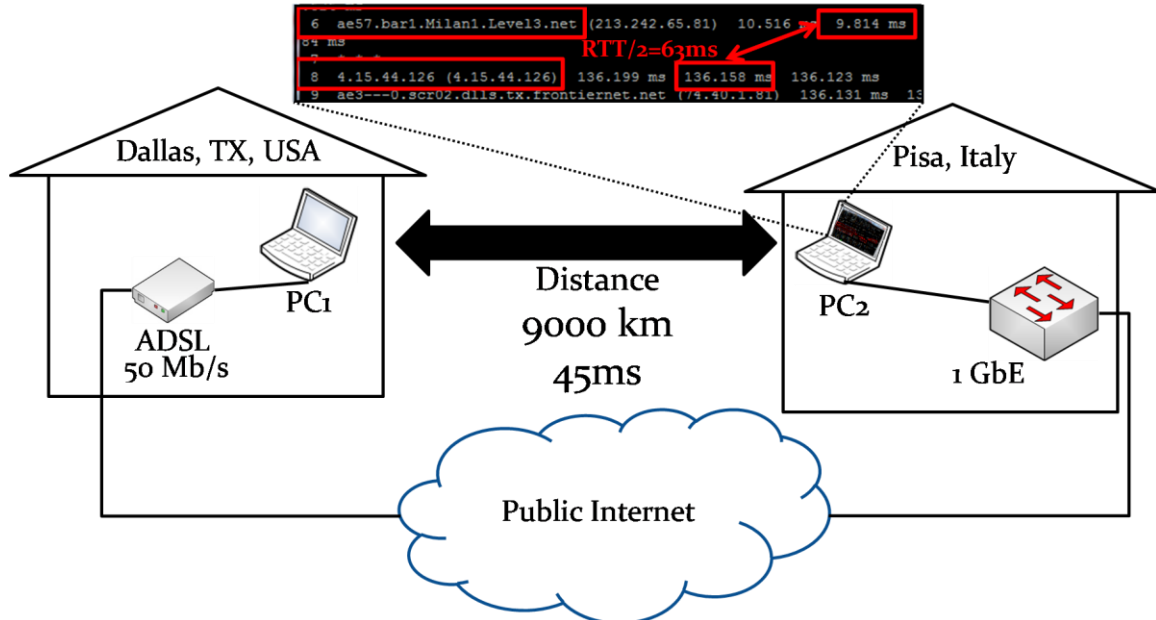 6 ae57.bar1.Milan1.Level3.net (213.242.65.81) 10.516 ms 9.814 ms
84 ms
7 * * *
RTT/2=63ms
8 4.15.44.126 (4.15.44.126) 136.199 ms 136.158 ms 136.123 ms
9 ae3---0.scr02.dlls.tx.frontiernet.net (74.40.1.81) 136.131 ms 13
Dallas, TX, USA
Pisa, Italy
PC1
PC2
Distance
9000 km
45ms
ADSL
50 Mb/s
1 GbE
Public Internet